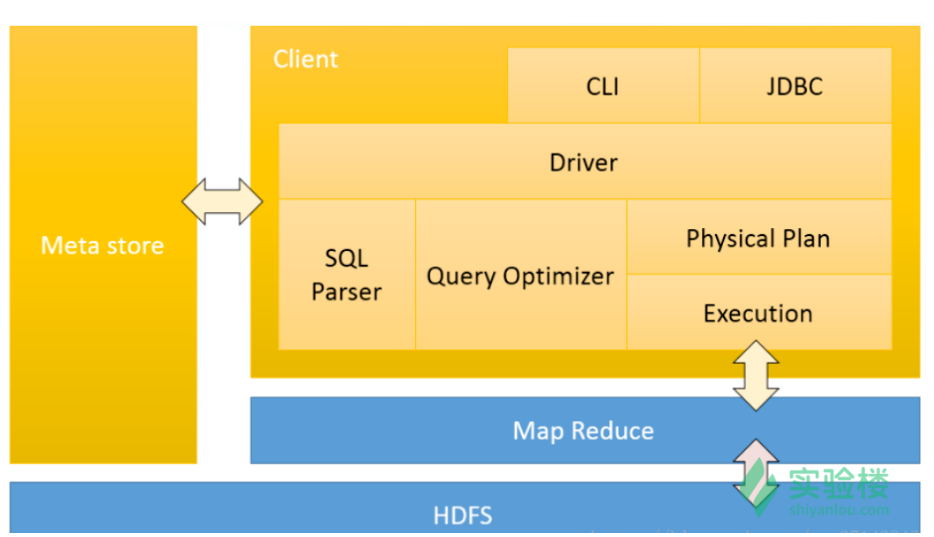 Client
CLI
JDBC
Driver
Meta store
SQL
Parser
Query Optimizer
Physical Plan
Execution
Map Reduce
实验楼
shiyanlou.com
HDFS